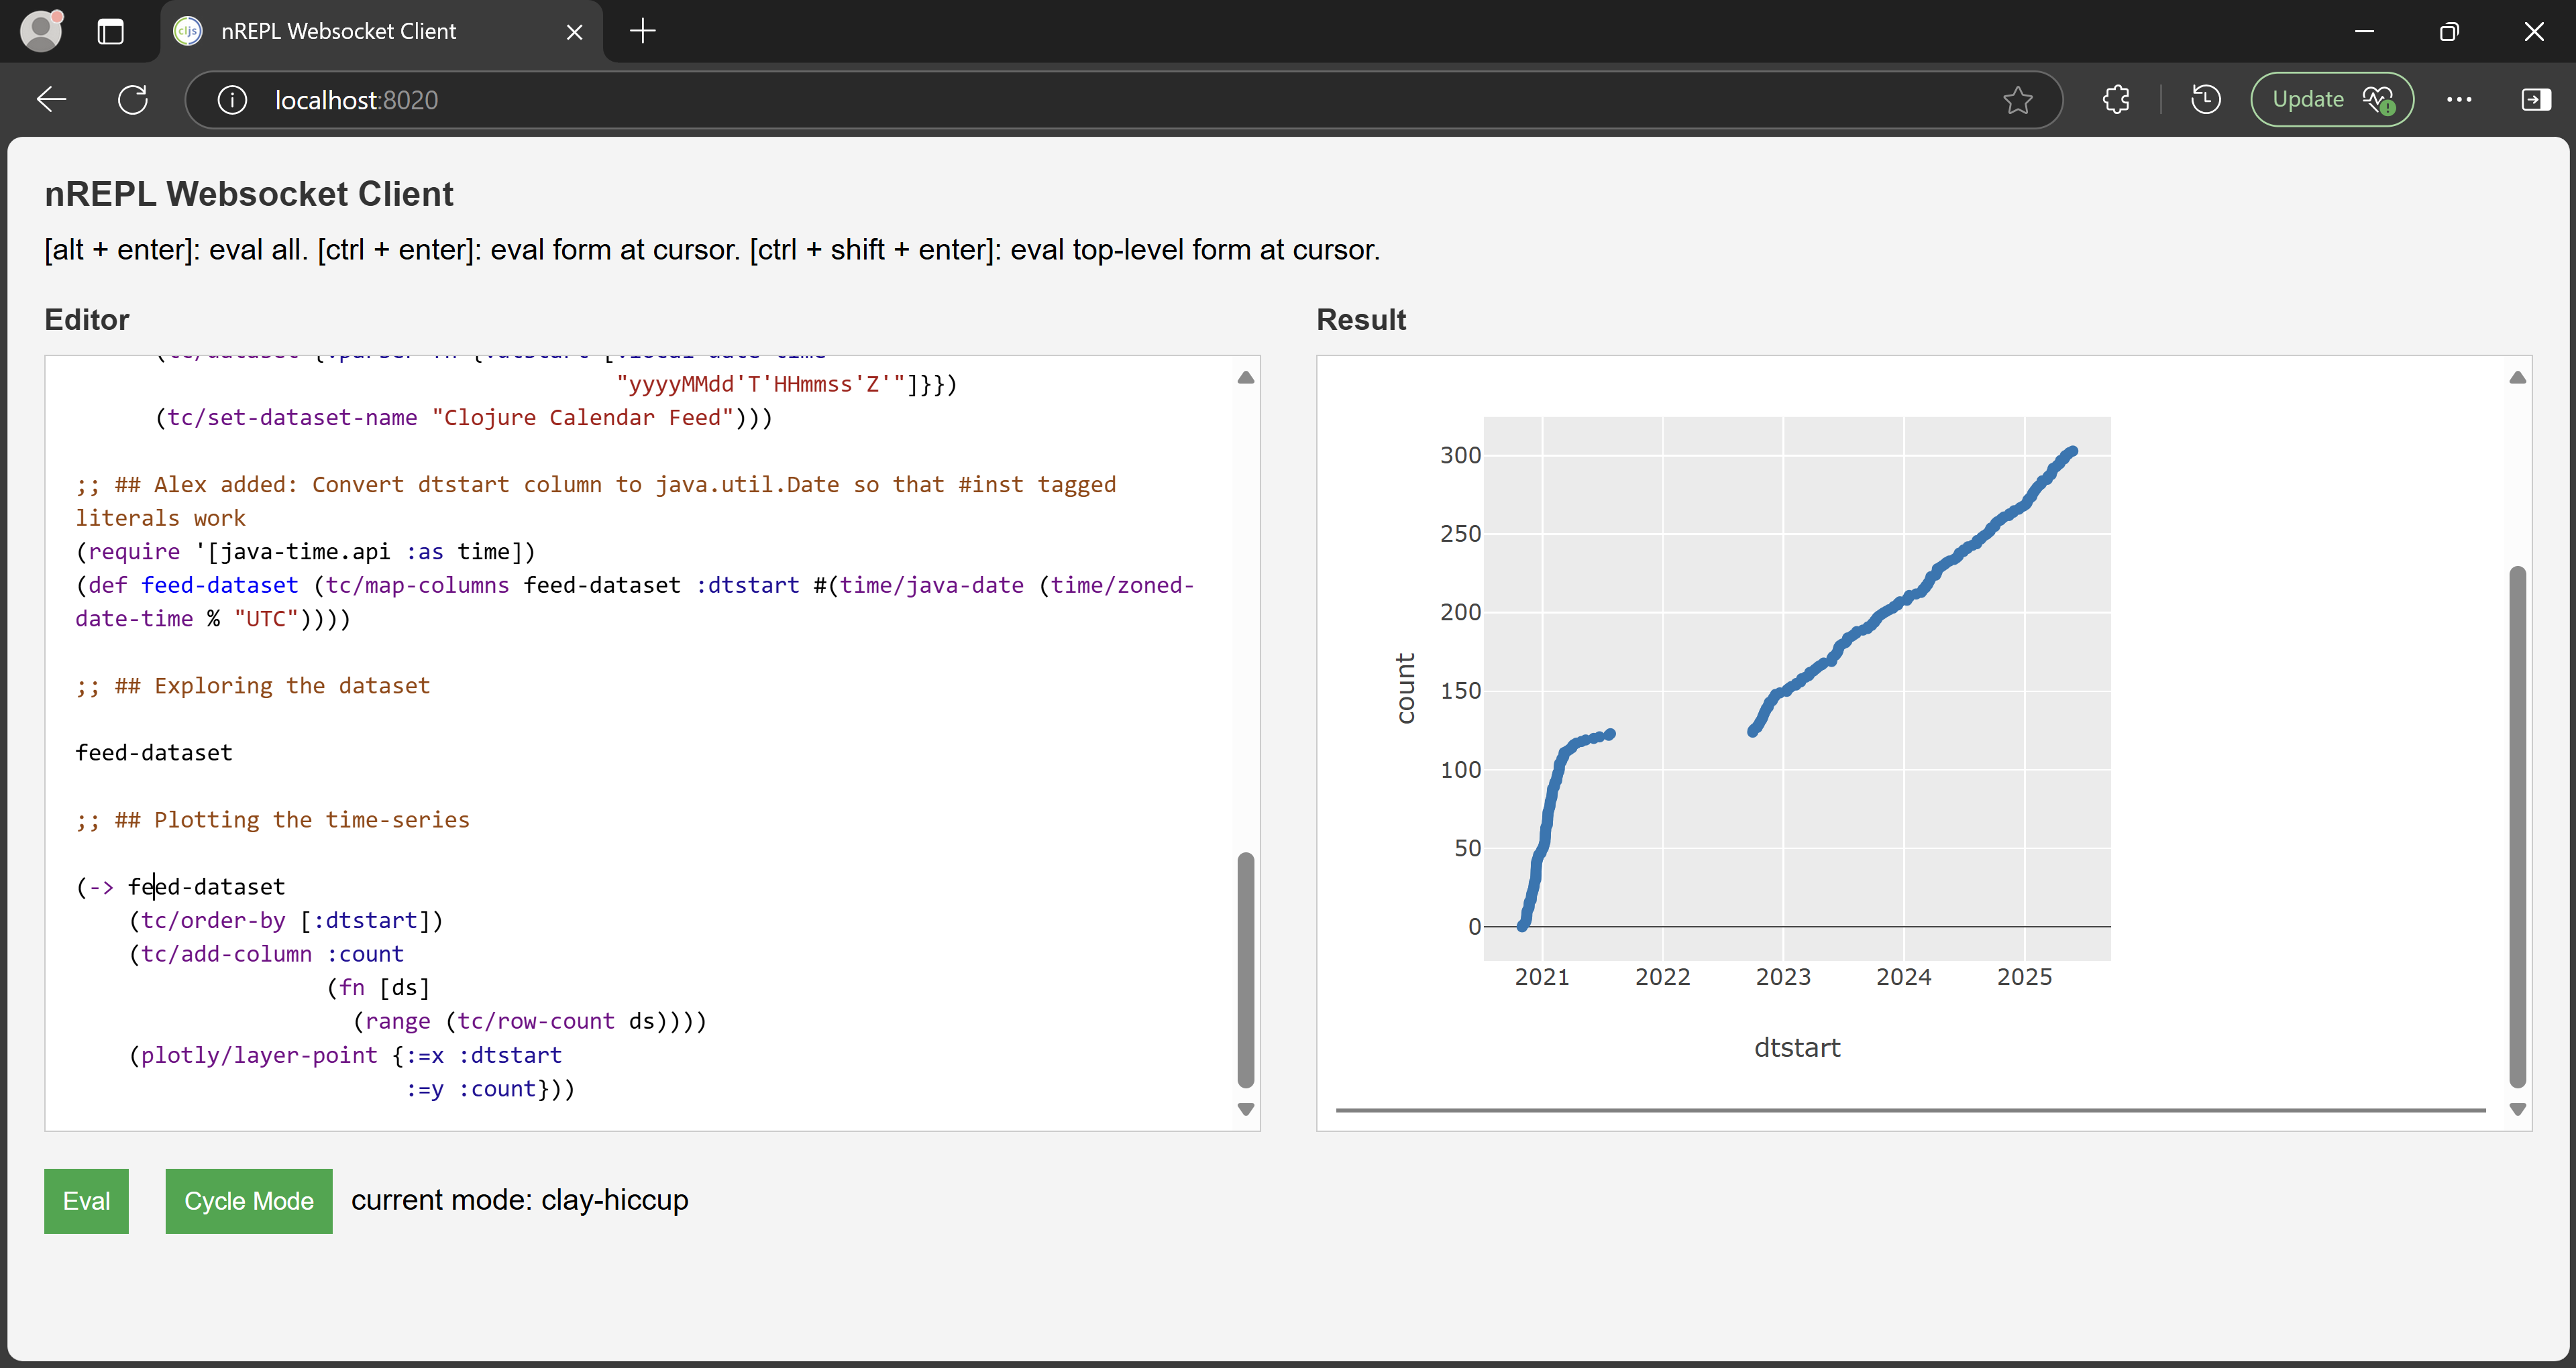 nREPL Websocket Client
localhost:8020
Update
nREPL Websocket Client
[alt + enter]: eval all. [ctrl + enter]: eval form at cursor. [ctrl + shift + enter]: eval top-level form at cursor.
Editor
"yyyyMMdd'T'HHmmss'Z'"]}})
(tc/set-dataset-name "Clojure Calendar Feed")))
;; ## Alex added: Convert dtstart column to java.util.Date so that #inst tagged
literals work
(require '[java-time.api :as time])
(def feed-dataset (tc/map-columns feed-dataset :dtstart #(time/java-date (time/zoned-
date-time % "UTC"))))
;; ## Exploring the dataset
feed-dataset
;; ## Plotting the time-series
(-> feed-dataset
(tc/order-by [:dtstart])
(tc/add-column :count
(fn [ds]
(range (tc/row-count ds))))
(plotly/layer-point {:=x :dtstart
:=y :count}))
Result
300
250
200
150
100
50
0
count
2021 2022 2023 2024 2025
dtstart
Eval
Cycle Mode
current mode: clay-hiccup